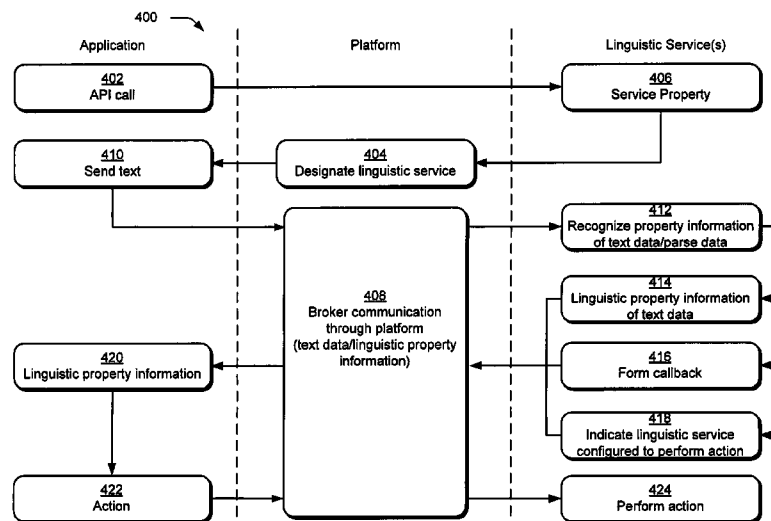 400
Application
Platform
Linguistic Service(s)
402
API call
406
Service Property
410
Send text
404
Designate linguistic service
412
Recognize property information
of text data/parse data
408
Broker communication
through platform
(text data/linguistic property
information)
414
Linguistic property information
of text data
416
Form callback
420
Linguistic property information
418
Indicate linguistic service
configured to perform action
422
Action
424
Perform action